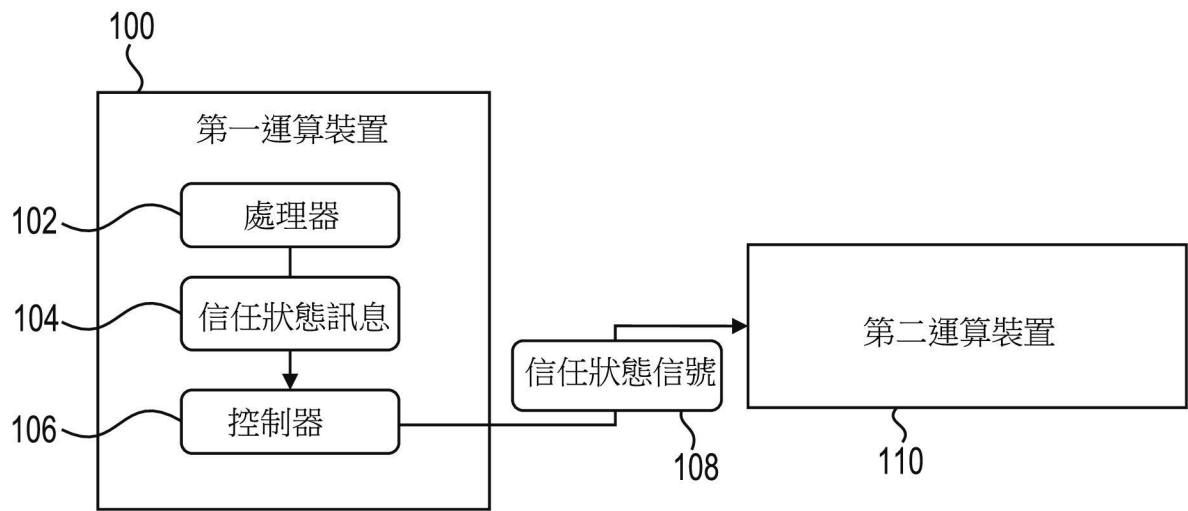 100
第一運算裝置
102
處理器
104
信任狀態訊息
106
控制器
信任狀態信號
108
第二運算裝置
110